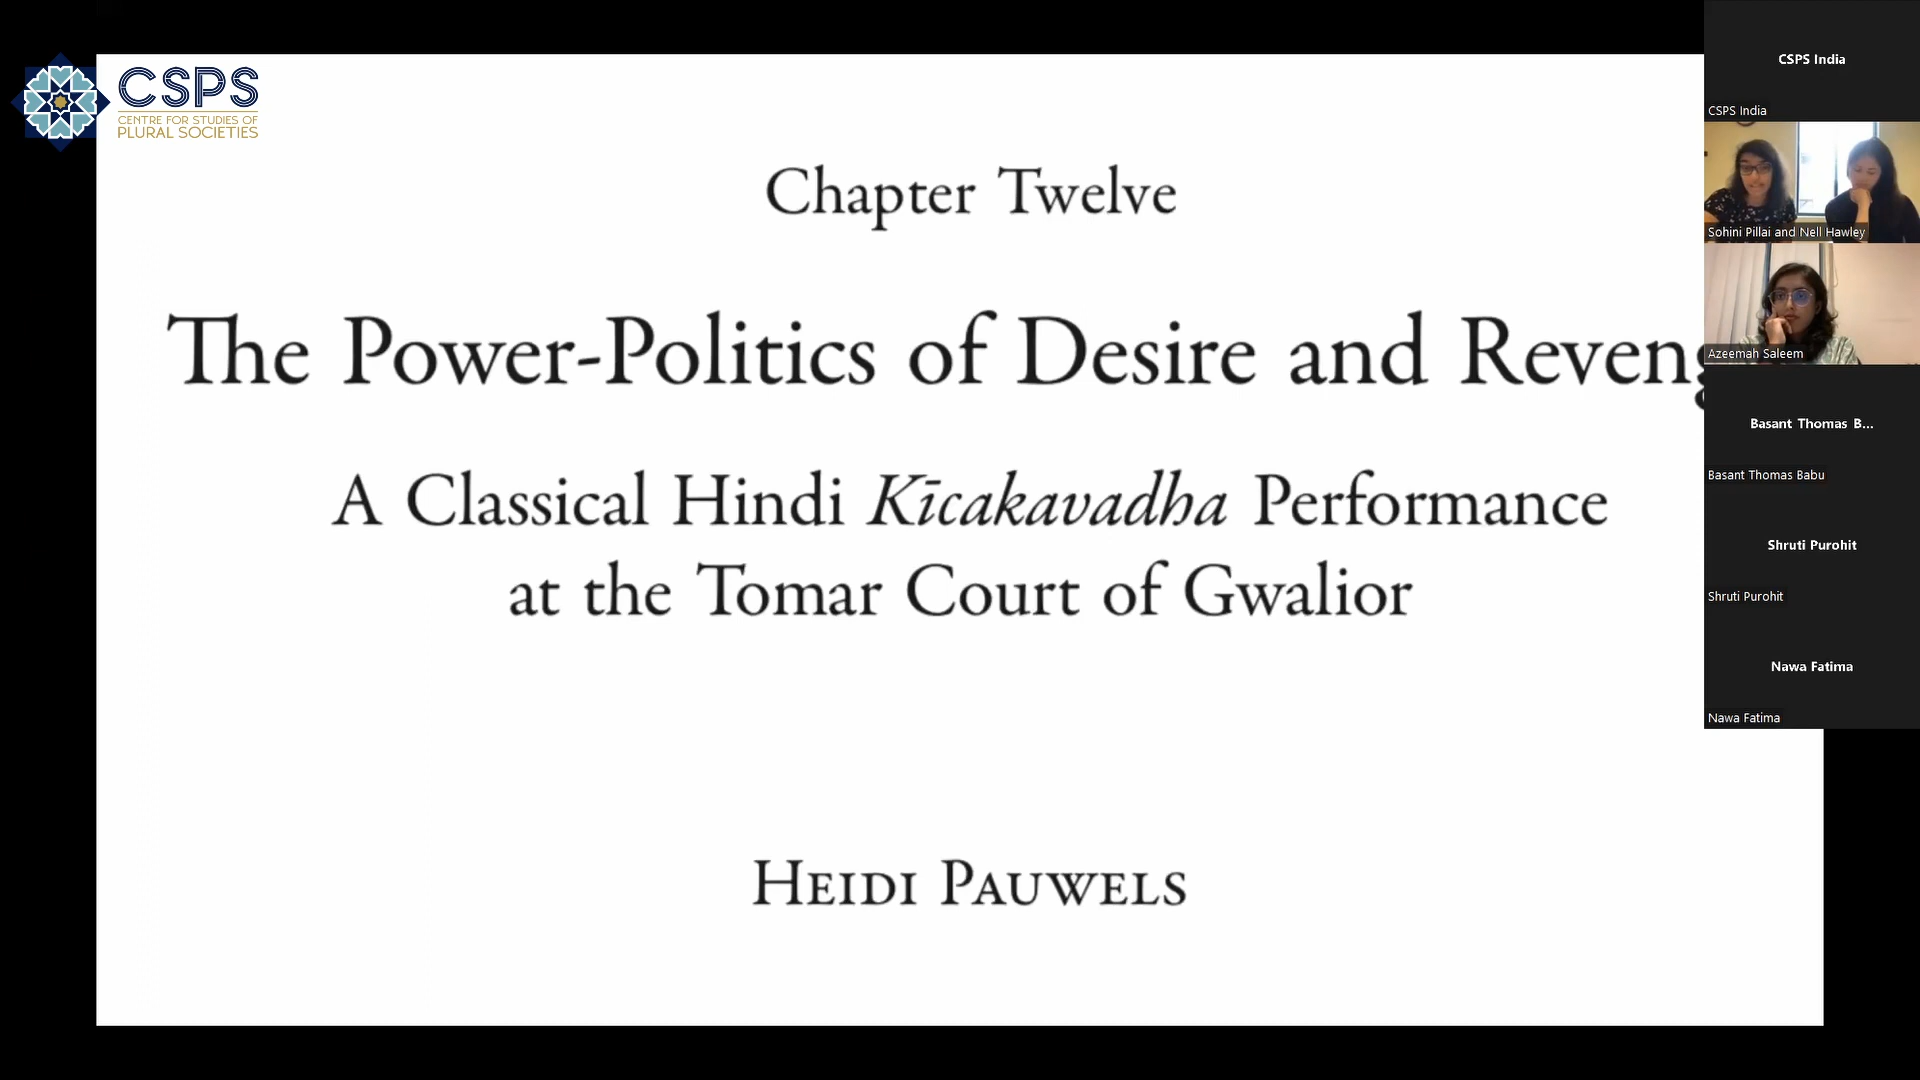 CSPS
CENTRE FOR STUDIES OF
PLURAL SOCIETIES
Chapter Twelve
The Power-Politics of Desire and Reveng
A Classical Hindi Kīcakavadha Performance
at the Tomar Court of Gwalior
HEIDI PAUWELS
CSPS India
CSPS India
Sohini Pillai and Nell Hawley
Azeemah Saleem
Basant Thomas B...
Basant Thomas Babu
Shruti Purohit
Shruti Purohit
Nawa Fatima
Nawa Fatima